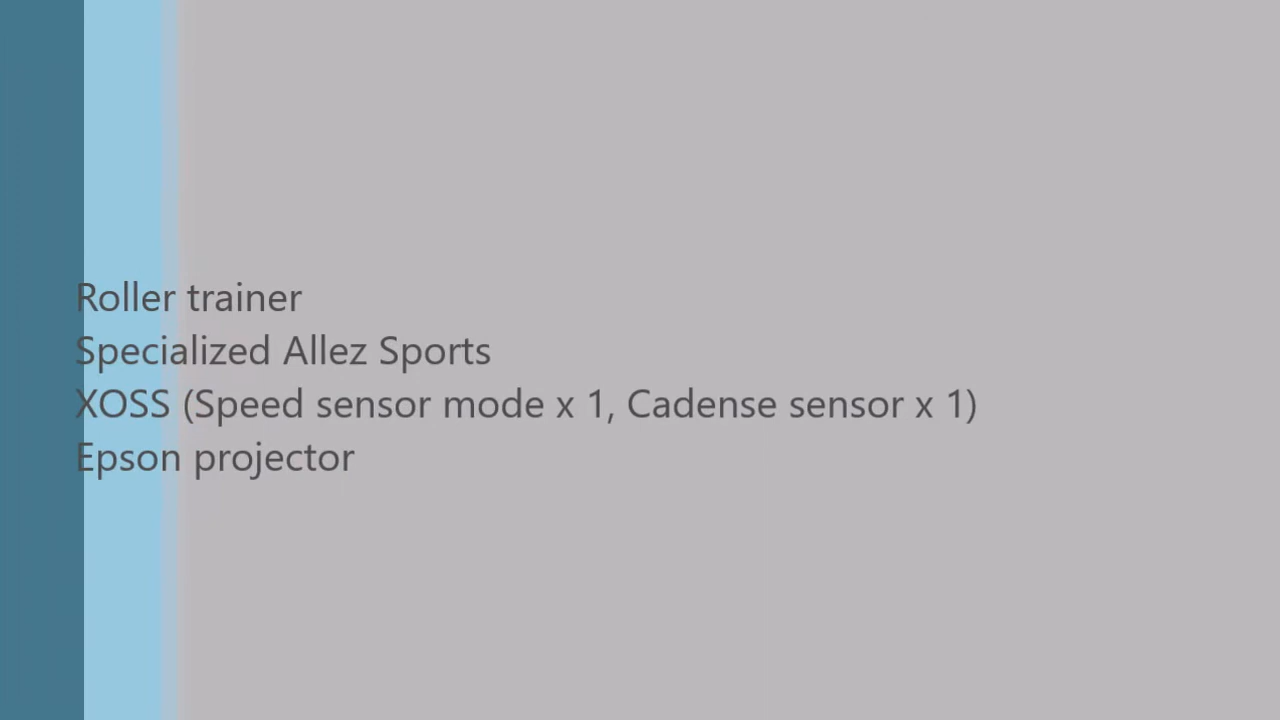 Roller trainer
Specialized Allez Sports
XOSS (Speed sensor mode x 1, Cadense sensor x 1)
Epson projector